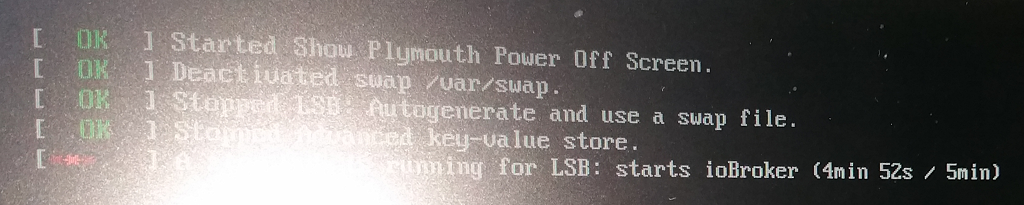 [ OK ] Started Show Plymouth Power Off Screen.
[ OK ] Deactivated swap /var/swap.
[ OK ] Stopped LSB: Autogenerate and use a swap file.
[ OK ] Stopped Advanced key-value store.
[*** ] A running for LSB: starts ioBroker (4min 52s / 5min)